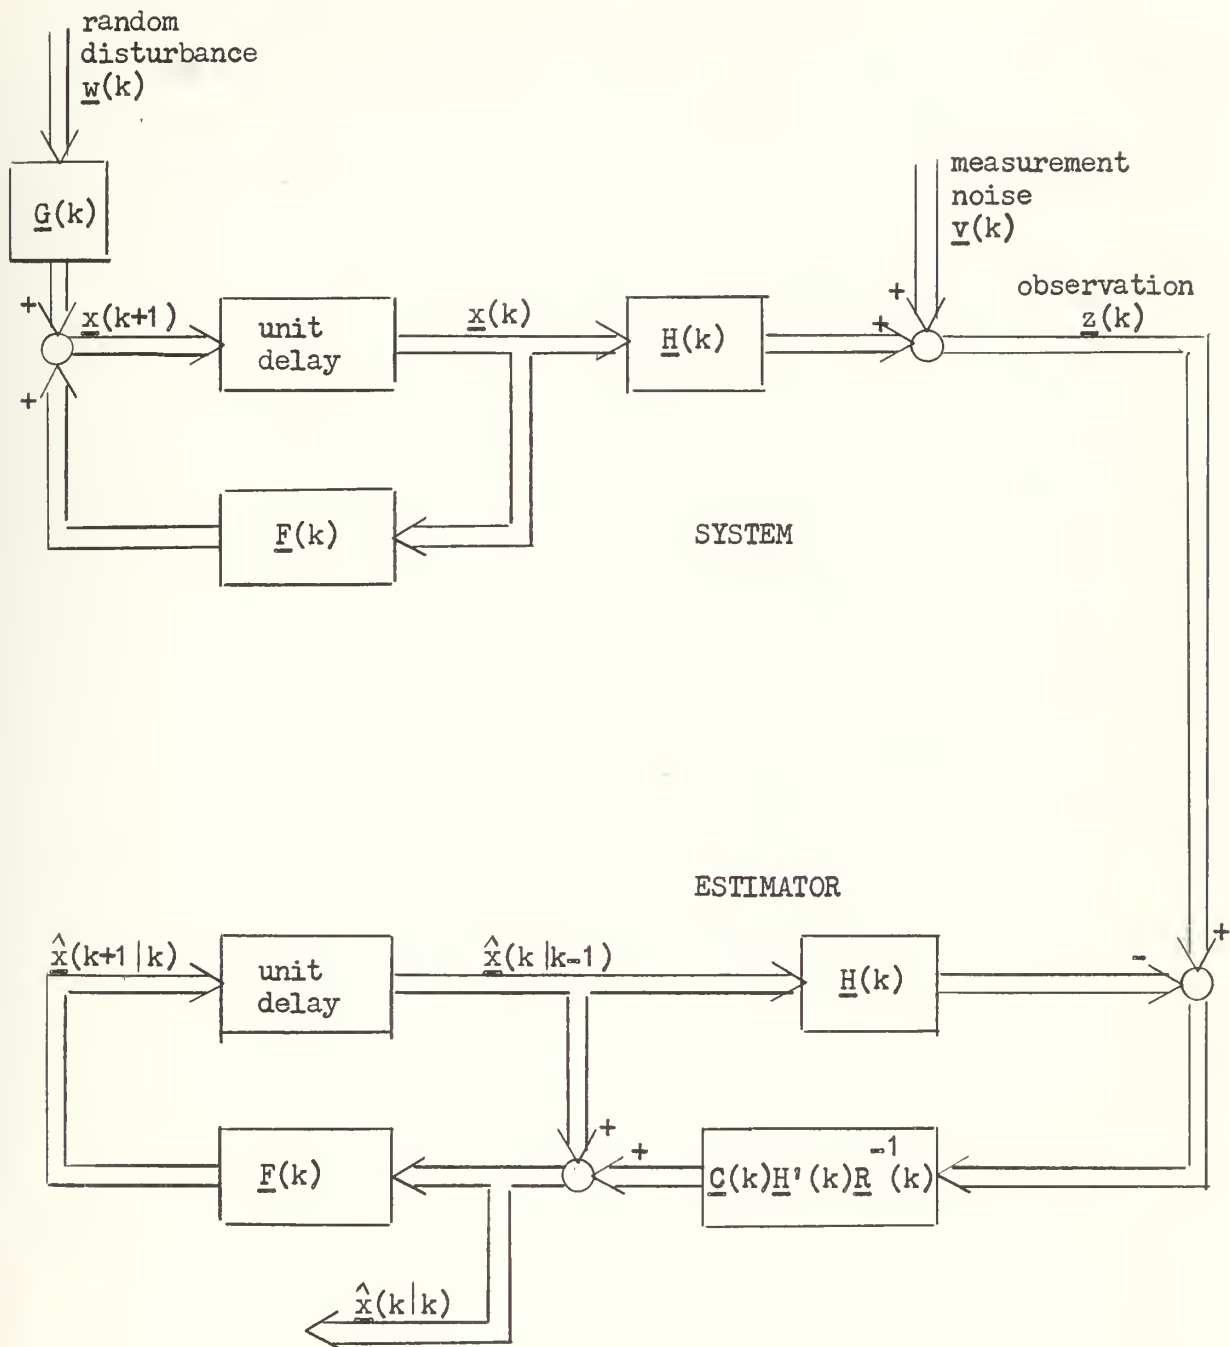 random
disturbance
w(k)
G(k)
measurement
noise
v(k)
+
x(k+1)
unit
delay
x(k)
H(k)
+
+
observation
z(k)
+
F(k)
SYSTEM
ESTIMATOR
x̂(k+1|k)
unit
delay
x̂(k|k-1)
H(k)
-
+
F(k)
+
+
C(k)H'(k)R⁻¹(k)
x̂(k|k)